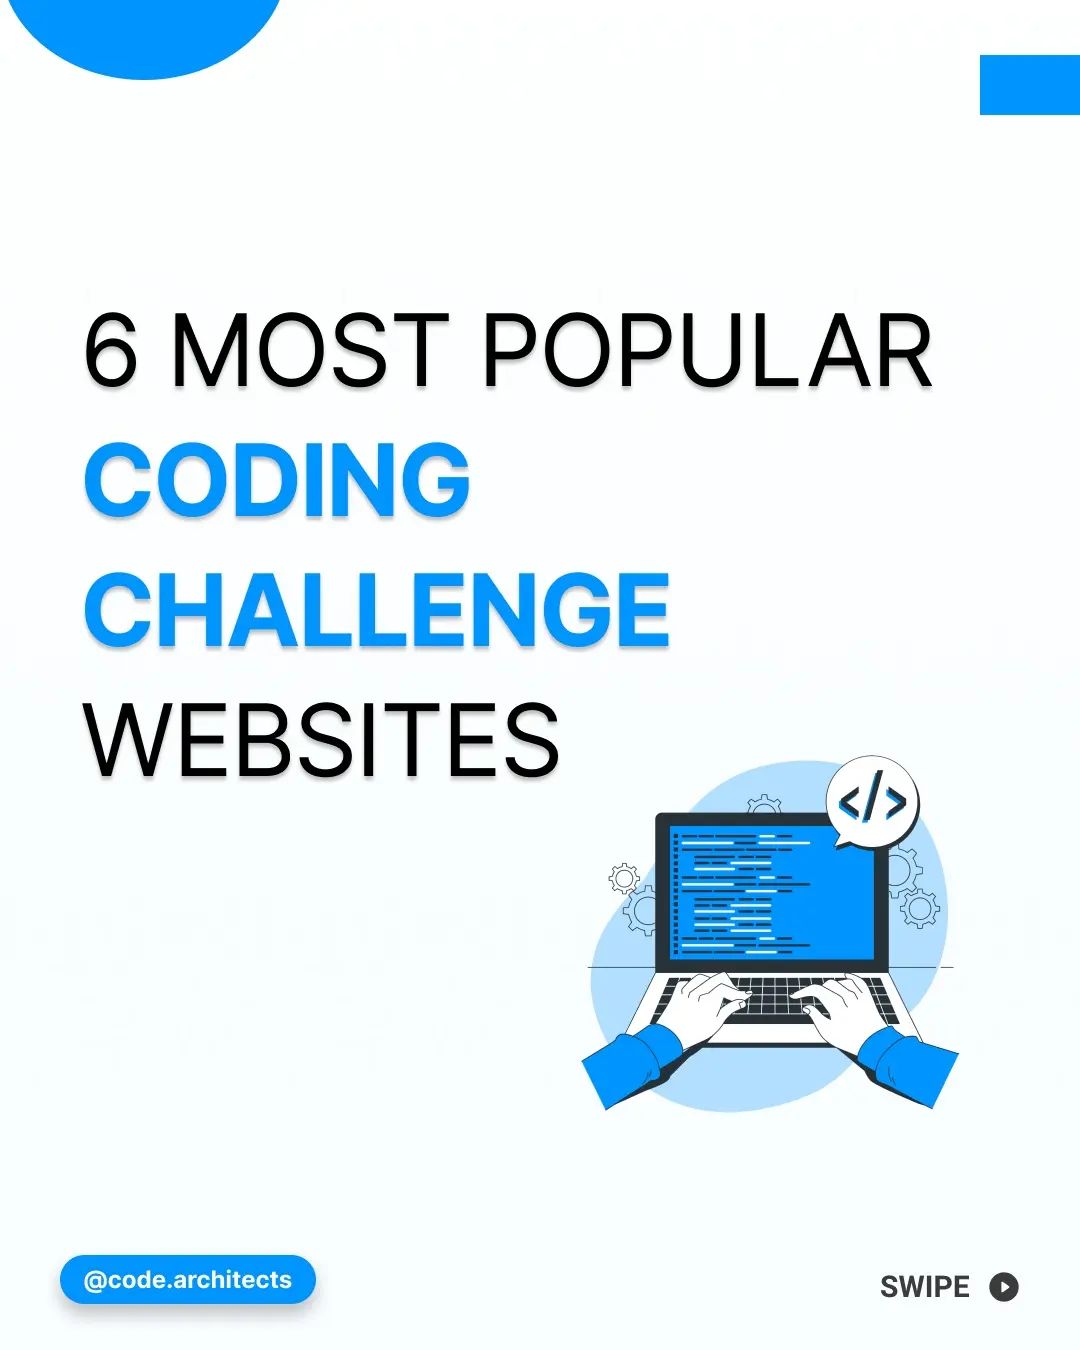 6 MOST POPULAR
CODING
CHALLENGE
WEBSITES
</>
@code.architects
SWIPE